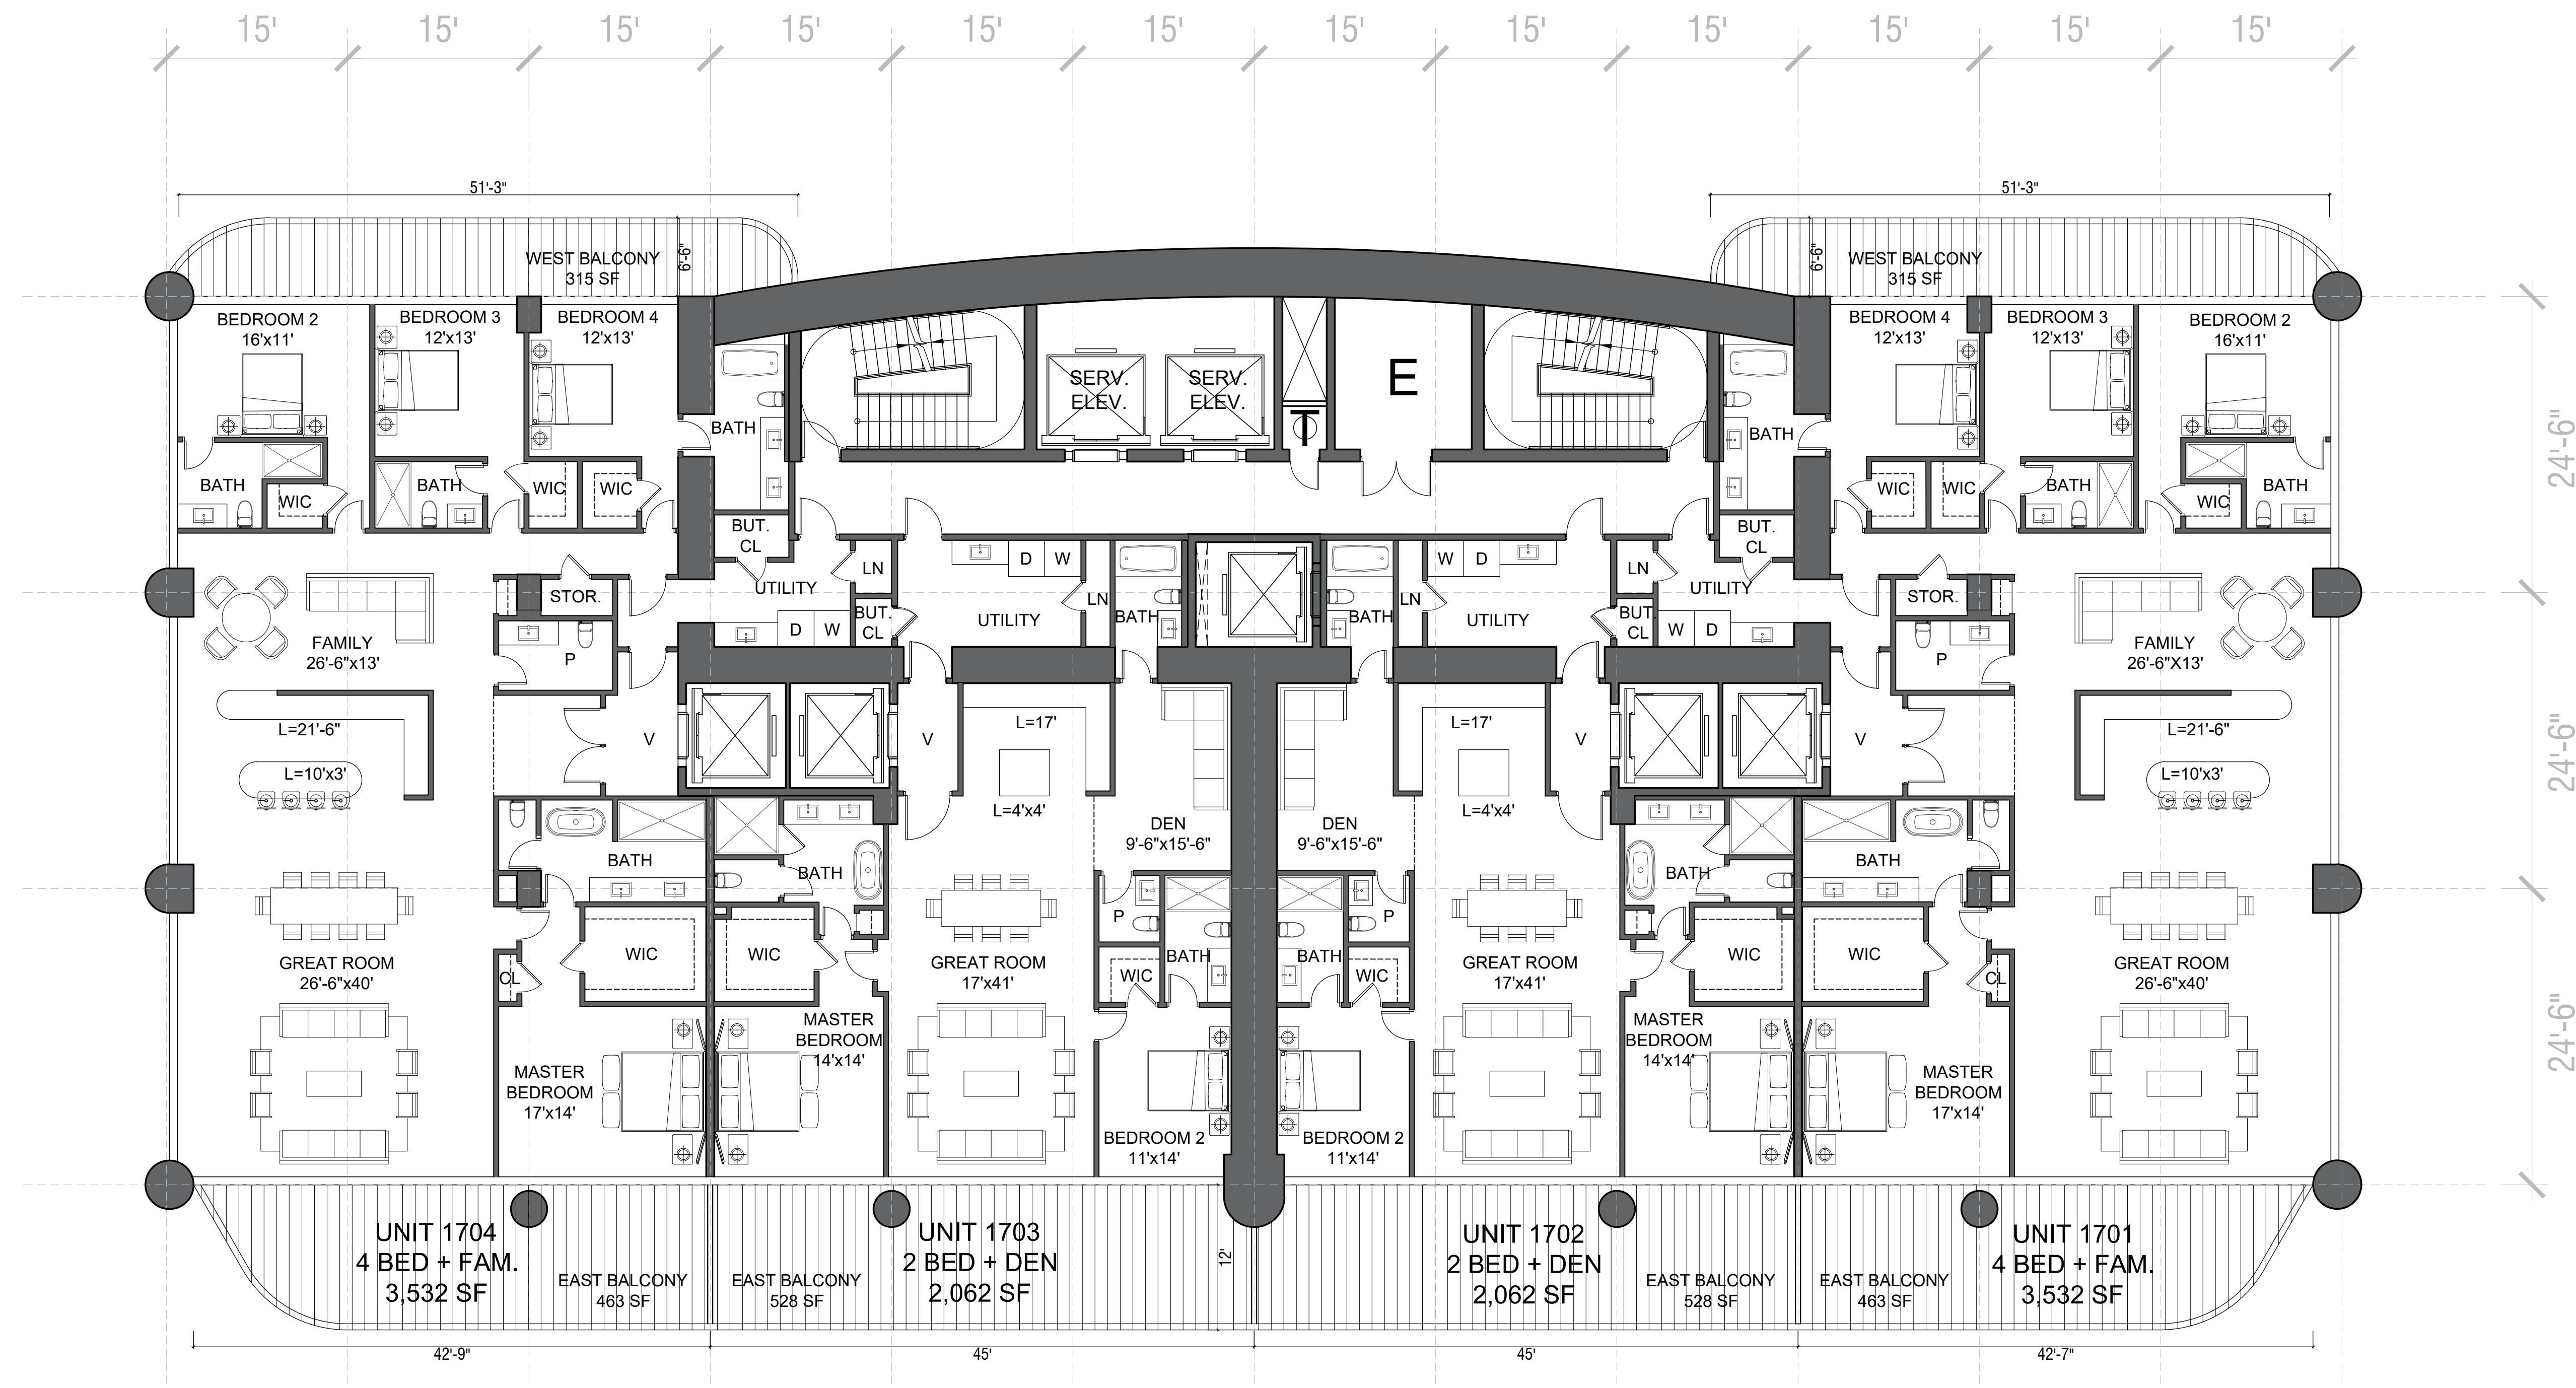 15' 15' 15' 15' 15' 15' 15' 15' 15' 15' 15' 15'
51'-3" 51'-3"
WEST BALCONY
315 SF
6'-6"
6'-6"
WEST BALCONY
315 SF
BEDROOM 2
16'x11'
BEDROOM 3
12'x13'
BEDROOM 4
12'x13'
BATH
SERV.
ELEV.
SERV.
ELEV.
T
E
BATH
BEDROOM 4
12'x13'
BEDROOM 3
12'x13'
BEDROOM 2
16'x11'
24'-6"
BATH
WIC
BATH
WIC
WIC
BUT.
CL
BUT.
CL
WIC
WIC
BATH
WIC
BATH
STOR.
UTILITY
LN
D W
BUT.
CL
UTILITY
D W
LN
BATH
BATH
LN
W D
UTILITY
LN
BUT.
CL
UTILITY
W D
STOR.
FAMILY
26'-6"x13'
P
P
FAMILY
26'-6"X13'
L=21'-6"
L=10'x3'
V
V
L=17'
L=4'x4'
DEN
9'-6"x15'-6"
DEN
9'-6"x15'-6"
L=17'
L=4'x4'
V
V
L=21'-6"
L=10'x3'
24'-6"
BATH
BATH
P
BATH
WIC
P
BATH
WIC
BATH
BATH
GREAT ROOM
26'-6"x40'
CL
WIC
WIC
GREAT ROOM
17'x41'
GREAT ROOM
17'x41'
WIC
WIC
CL
GREAT ROOM
26'-6"x40'
24'-6"
MASTER
BEDROOM
17'x14'
MASTER
BEDROOM
14'x14'
BEDROOM 2
11'x14'
BEDROOM 2
11'x14'
MASTER
BEDROOM
14'x14'
MASTER
BEDROOM
17'x14'
UNIT 1704
4 BED + FAM.
3,532 SF
EAST BALCONY
463 SF
EAST BALCONY
528 SF
UNIT 1703
2 BED + DEN
2,062 SF
12'
UNIT 1702
2 BED + DEN
2,062 SF
EAST BALCONY
528 SF
EAST BALCONY
463 SF
UNIT 1701
4 BED + FAM.
3,532 SF
42'-9" 45' 45' 42'-7"